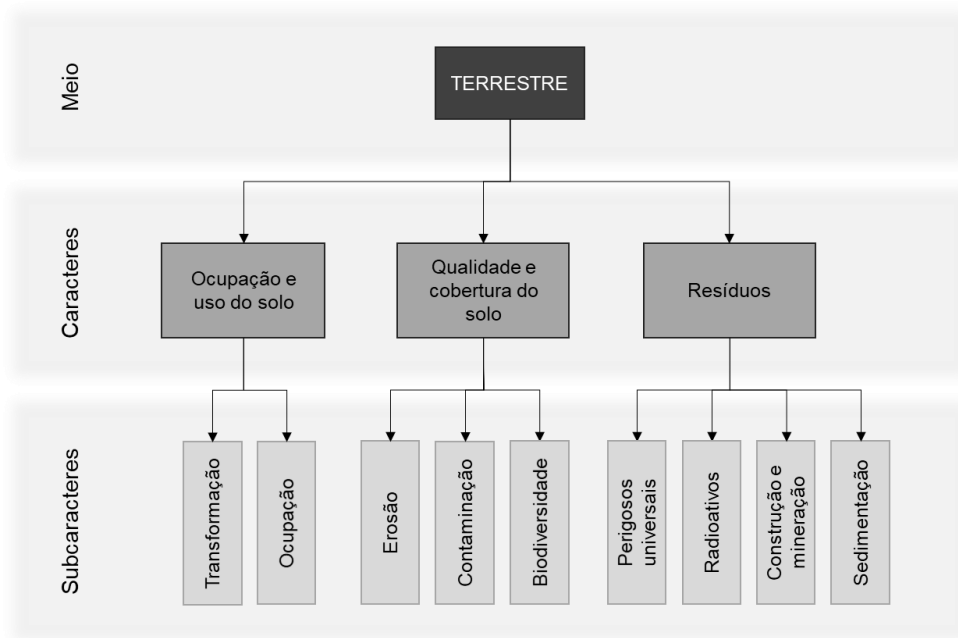 Meio
TERRESTRE
Caracteres
Ocupação e
uso do solo
Qualidade e
cobertura do
solo
Resíduos
Subcaracteres
Transformação
Ocupação
Erosão
Contaminação
Biodiversidade
Perigosos
universais
Radioativos
Construção e
mineração
Sedimentação